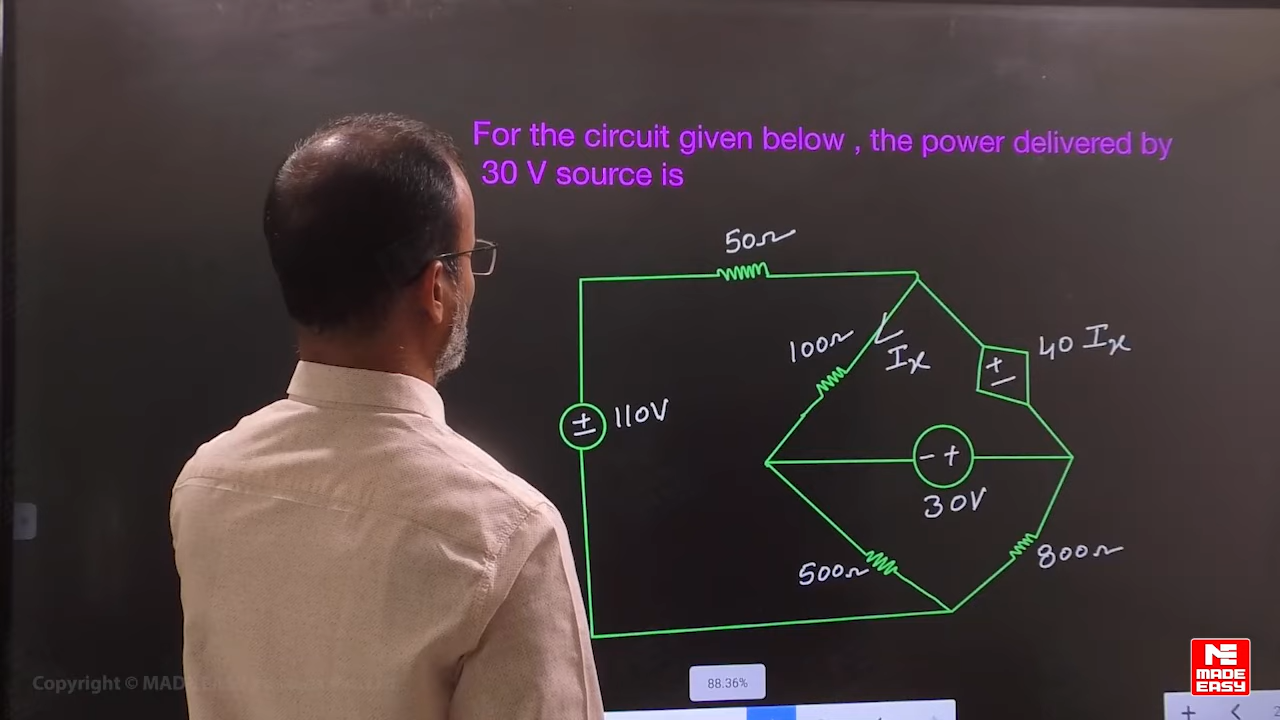 For the circuit given below , the power delivered by
30 V source is
50Ω
100Ω
Ix
+
-
40 Ix
+
-
110V
- +
30V
500Ω
800Ω
88.36%
ME
MADE
EASY
+ <